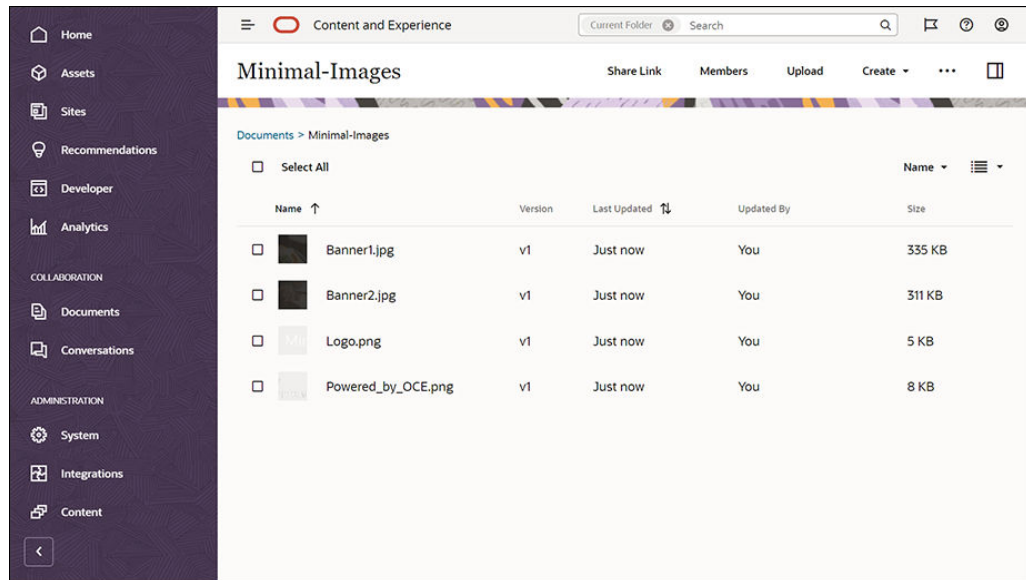 Home
Assets
Sites
Recommendations
Developer
Analytics
COLLABORATION
Documents
Conversations
ADMINISTRATION
System
Integrations
Content
Content and Experience
Current Folder Search
Minimal-Images
Share Link Members Upload Create
Documents > Minimal-Images
Select All
Name
Name Version Last Updated Updated By Size
Banner1.jpg v1 Just now You 335 KB
Banner2.jpg v1 Just now You 311 KB
Logo.png v1 Just now You 5 KB
Powered_by_OCE.png v1 Just now You 8 KB